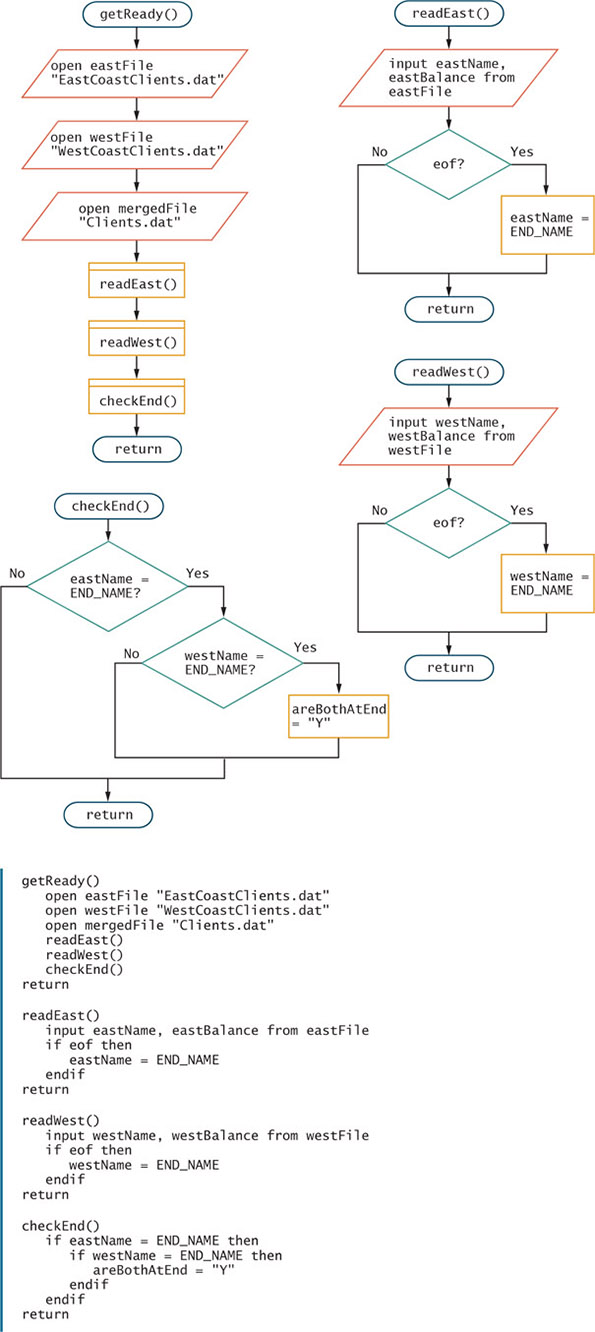 getReady()
open eastFile
"EastCoastClients.dat"
open westFile
"WestCoastClients.dat"
open mergedFile
"Clients.dat"
readEast()
readWest()
checkEnd()
return
readEast()
input eastName,
eastBalance from
eastFile
No
eof?
Yes
eastName =
END_NAME
return
readWest()
input westName,
westBalance from
westFile
No
eof?
Yes
westName =
END_NAME
return
checkEnd()
No
eastName =
END_NAME?
Yes
No
westName =
END_NAME?
Yes
areBothAtEnd
= "Y"
return
getReady()
   open eastFile "EastCoastClients.dat"
   open westFile "WestCoastClients.dat"
   open mergedFile "Clients.dat"
   readEast()
   readWest()
   checkEnd()
return
readEast()
   input eastName, eastBalance from eastFile
   if eof then
      eastName = END_NAME
   endif
return
readWest()
   input westName, westBalance from westFile
   if eof then
      westName = END_NAME
   endif
return
checkEnd()
   if eastName = END_NAME then
      if westName = END_NAME then
         areBothAtEnd = "Y"
      endif
   endif
return